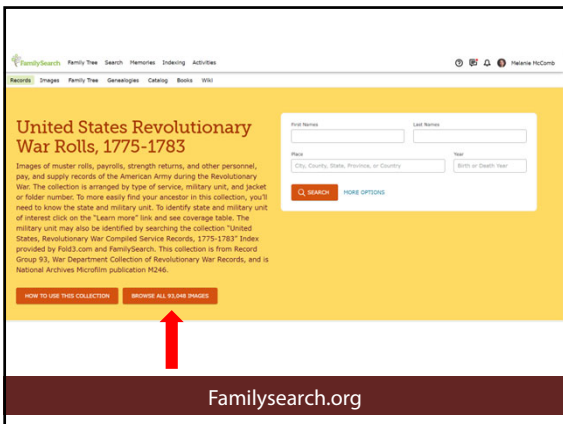 FamilySearch Family Tree Search Memories Indexing Activities Melanie McComb
Records Images Family Tree Genealogies Catalog Books Wiki
United States Revolutionary
War Rolls, 1775-1783
Images of muster rolls, payrolls, strength returns, and other personnel,
pay, and supply records of the American Army during the Revolutionary
War. The collection is arranged by type of service, military unit, and jacket
or folder number. To more easily find your ancestor in this collection, you'll
need to know the state and military unit. To identify state and military unit
of interest click on the "Learn more" link and see coverage table. The
military unit may also be identified by searching the collection "United
States, Revolutionary War Compiled Service Records, 1775-1783" Index
provided by Fold3.com and FamilySearch. This collection is from Record
Group 93, War Department Collection of Revolutionary War Records, and is
National Archives Microfilm publication M246.
HOW TO USE THIS COLLECTION BROWSE ALL 93,048 IMAGES
First Names Last Names
Place Year
City, County, State, Province, or Country Birth or Death Year
SEARCH MORE OPTIONS
Familysearch.org